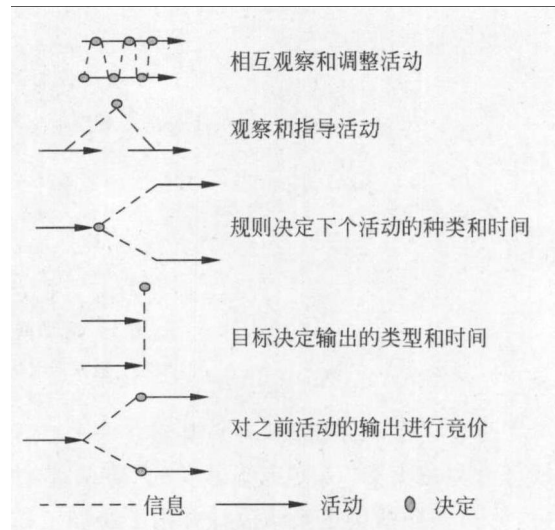 相互观察和调整活动
观察和指导活动
规则决定下个活动的种类和时间
目标决定输出的类型和时间
对之前活动的输出进行竞价
信息 活动 决定